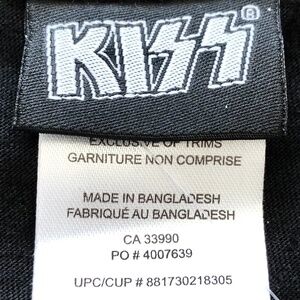 KISS®
EXCLUSIVE OF TRIMS
GARNITURE NON COMPRISE
MADE IN BANGLADESH
FABRIQUÉ AU BANGLADESH
CA 33990
PO # 4007639
UPC/CUP # 881730218305